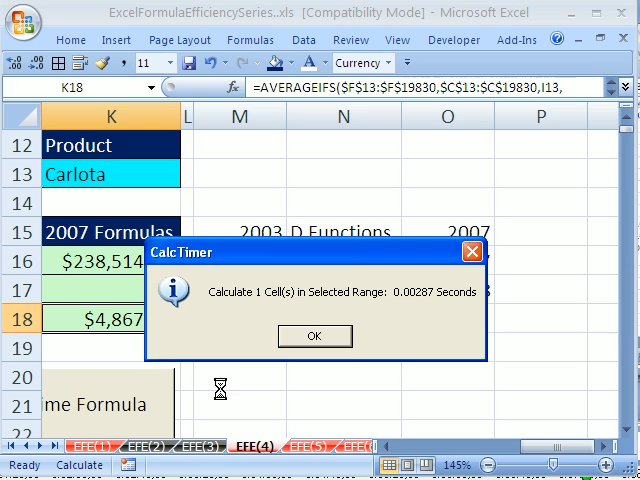 ExcelFormulaEfficiencySeries..xls [Compatibility Mode] - Microsoft Excel
Home Insert Page Layout Formulas Data Review View Developer Add-Ins
11 A Currency
K18 fx =AVERAGEIFS($F$13:$F$19830,$C$13:$C$19830,I13,
K L M N O P
12 Product
13 Carlota
14
15 2007 Formulas 2003 D Functions 2007
16 $238,514
17
18 $4,867
19
20
21 ime Formula
22
CalcTimer
Calculate 1 Cell(s) in Selected Range: 0.00287 Seconds
OK
EFE(1) EFE(2) EFE(3) EFE(4) EFE(5) EFE(
Ready Calculate 145%